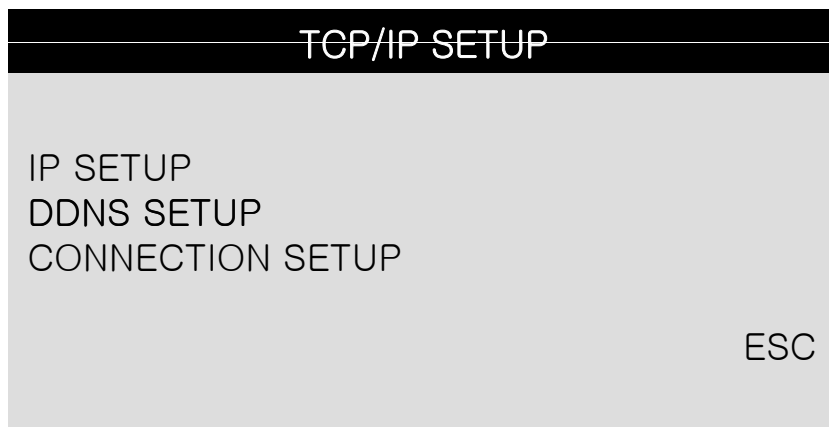 TCP/IP SETUP
IP SETUP
DDNS SETUP
CONNECTION SETUP
ESC